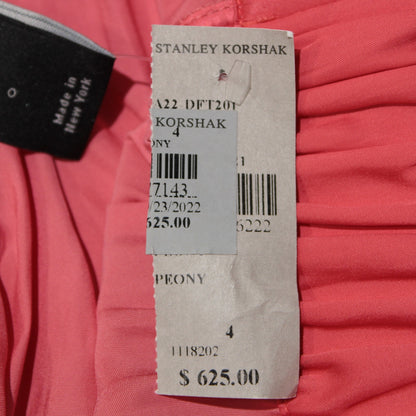 Made in
New York
STANLEY KORSHAK
A22 DFT201
KORSHAK
4
7143
/23/2022
625.00
6222
PEONY
4
1118202
$ 625.00